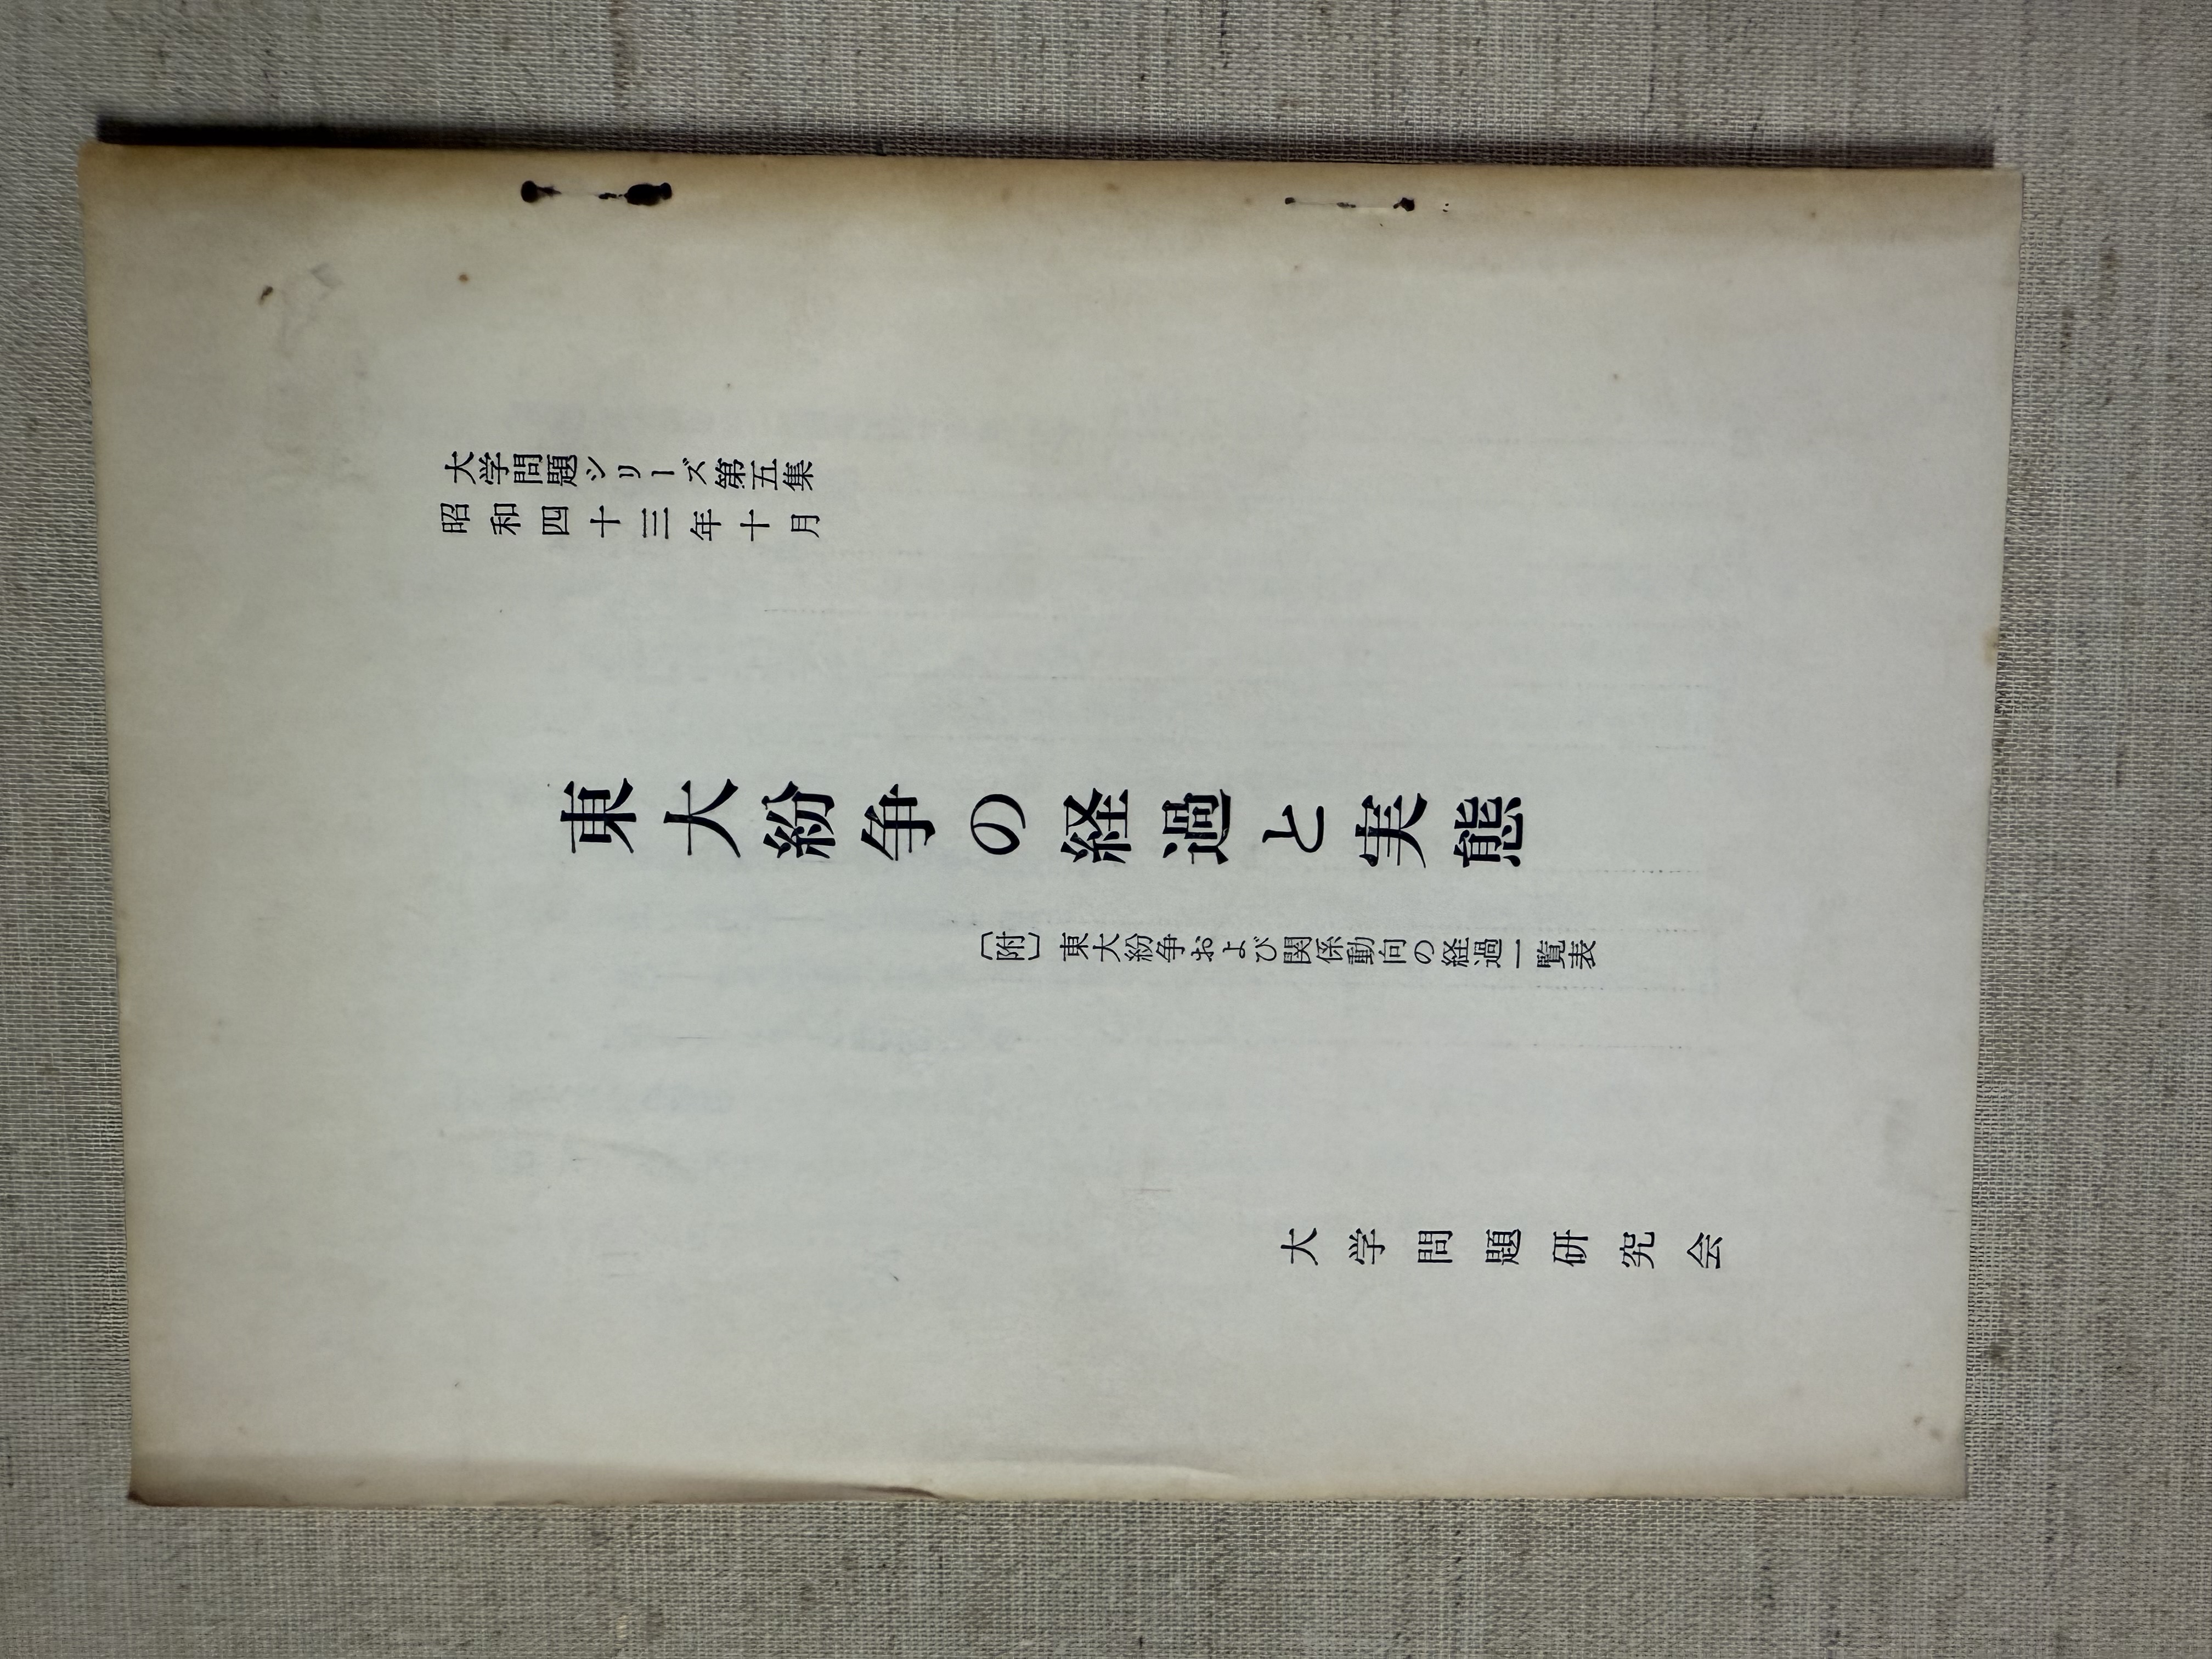 大学問題シリーズ第五集
昭和四十三年十月
東大紛争の経過と実態
〔附〕東大紛争および関係動向の経過一覧表
大学問題研究会